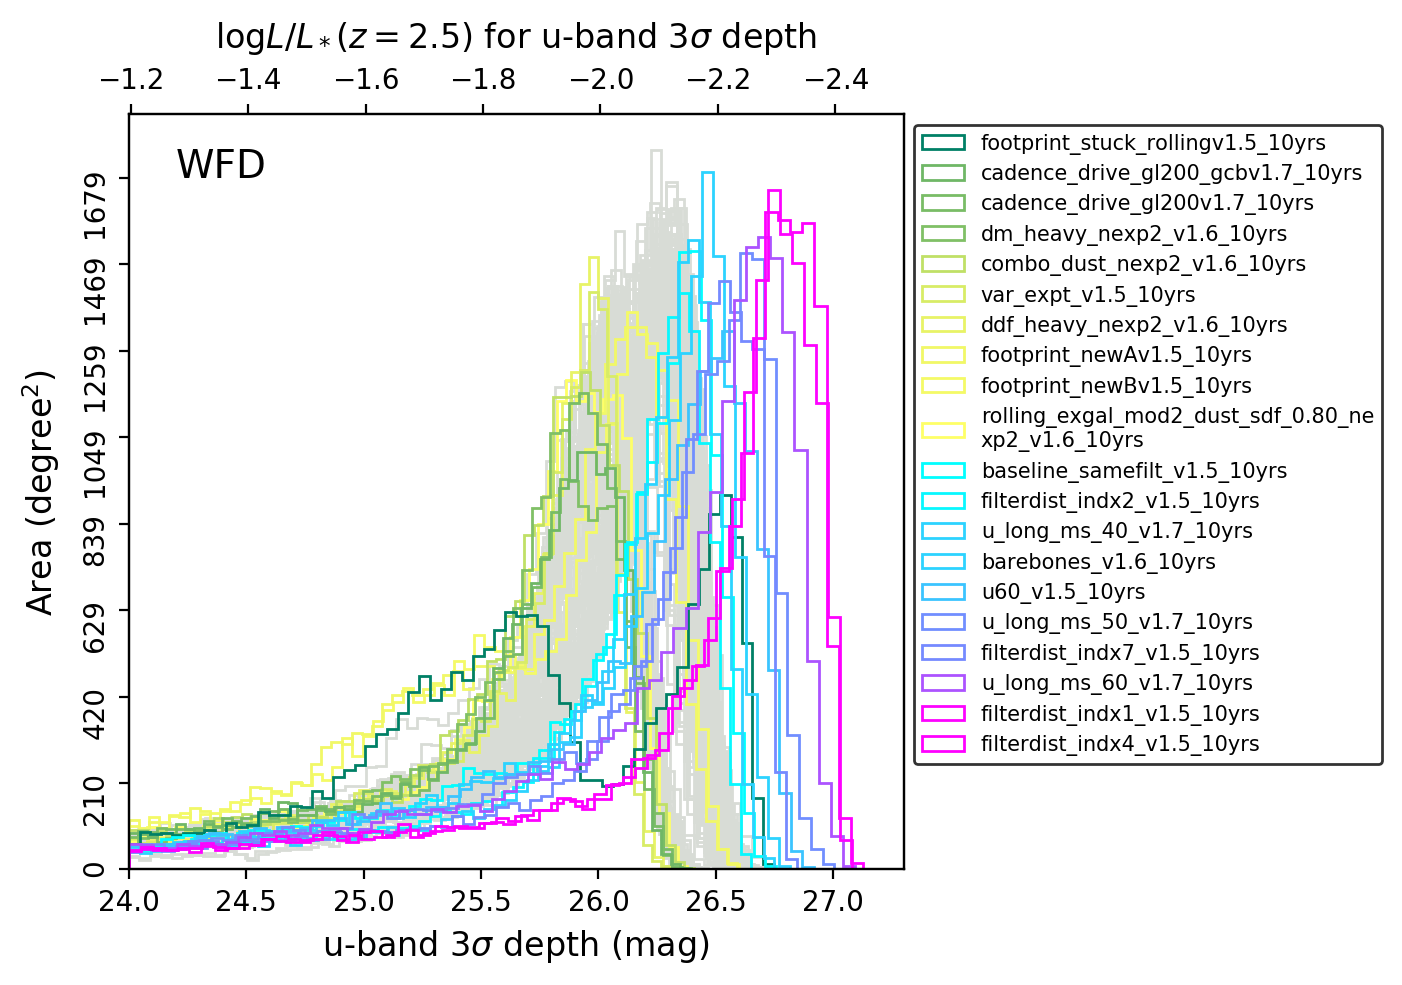 logL/L*(z = 2.5) for u-band 3σ depth
−1.2 −1.4 −1.6 −1.8 −2.0 −2.2 −2.4
WFD
Area (degree²)
1679
1469
1259
1049
839
629
420
210
0
24.0 24.5 25.0 25.5 26.0 26.5 27.0
u-band 3σ depth (mag)
footprint_stuck_rollingv1.5_10yrs
cadence_drive_gl200_gcbv1.7_10yrs
cadence_drive_gl200v1.7_10yrs
dm_heavy_nexp2_v1.6_10yrs
combo_dust_nexp2_v1.6_10yrs
var_expt_v1.5_10yrs
ddf_heavy_nexp2_v1.6_10yrs
footprint_newAv1.5_10yrs
footprint_newBv1.5_10yrs
rolling_exgal_mod2_dust_sdf_0.80_ne
xp2_v1.6_10yrs
baseline_samefilt_v1.5_10yrs
filterdist_indx2_v1.5_10yrs
u_long_ms_40_v1.7_10yrs
barebones_v1.6_10yrs
u60_v1.5_10yrs
u_long_ms_50_v1.7_10yrs
filterdist_indx7_v1.5_10yrs
u_long_ms_60_v1.7_10yrs
filterdist_indx1_v1.5_10yrs
filterdist_indx4_v1.5_10yrs